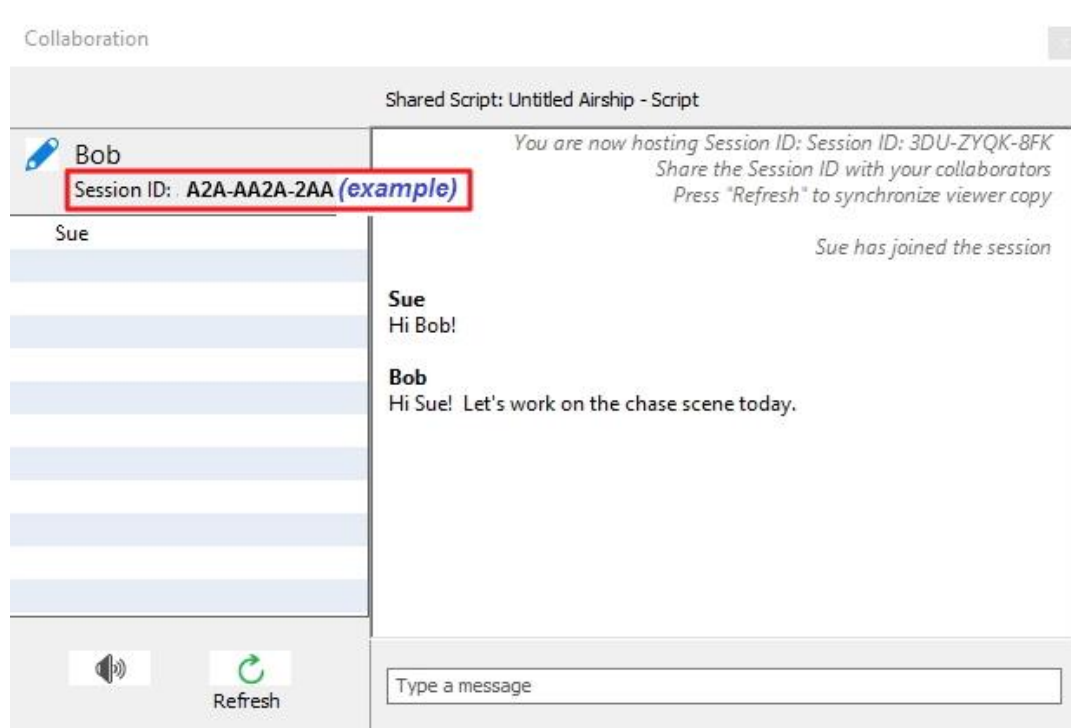 Collaboration
Shared Script: Untitled Airship - Script
Bob
Session ID: A2A-AA2A-2AA (example)
Sue
You are now hosting Session ID: Session ID: 3DU-ZYQK-8FK
Share the Session ID with your collaborators
Press "Refresh" to synchronize viewer copy
Sue has joined the session
Sue
Hi Bob!
Bob
Hi Sue! Let's work on the chase scene today.
Refresh
Type a message